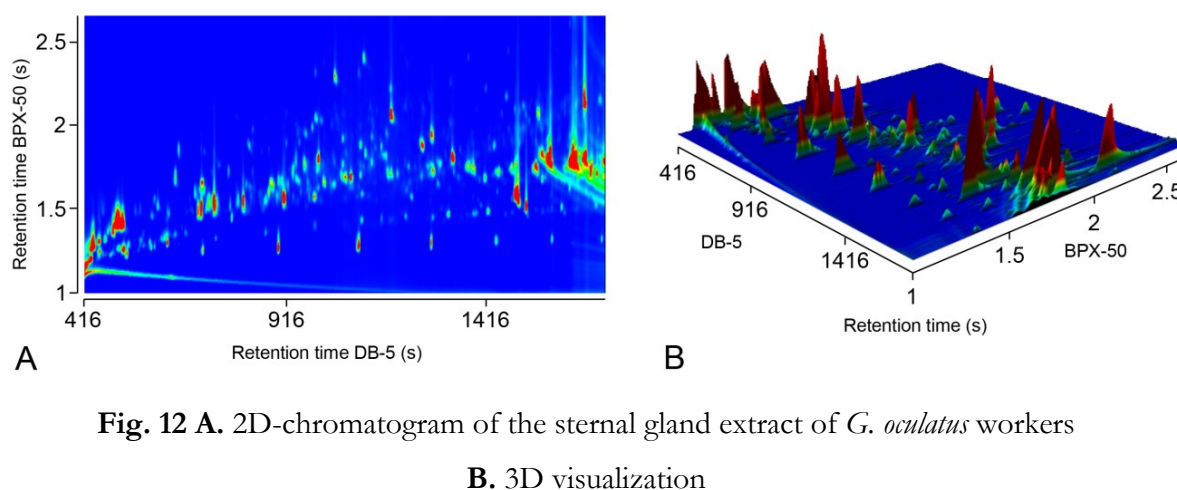 2.5
2
1.5
1
Retention time BPX-50 (s)
416
916
1416
Retention time DB-5 (s)
A
416
916
1416
DB-5
1
1.5
2
2.5
BPX-50
Retention time (s)
B
Fig. 12 A. 2D-chromatogram of the sternal gland extract of G. oculatus workers
B. 3D visualization